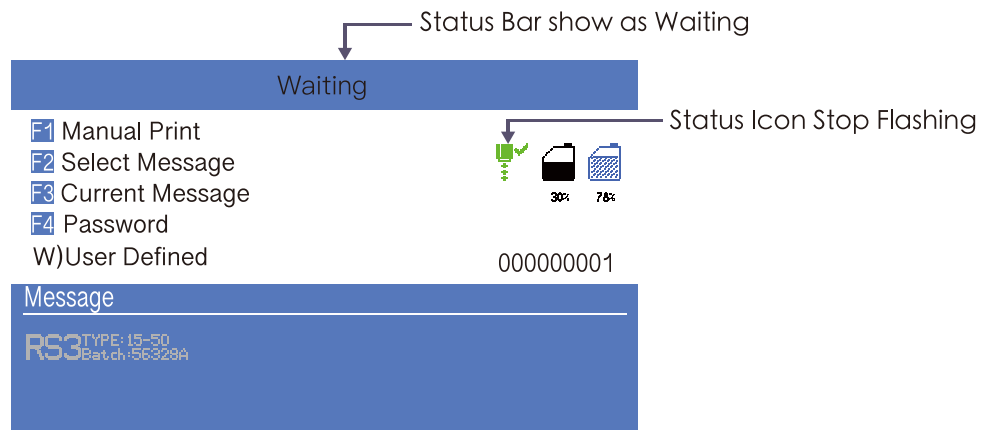 Status Bar show as Waiting
Waiting
Status Icon Stop Flashing
F1 Manual Print
F2 Select Message
F3 Current Message
F4 Password
W)User Defined
30%
78%
000000001
Message
RS3
TYPE:15-50
Batch:56328A